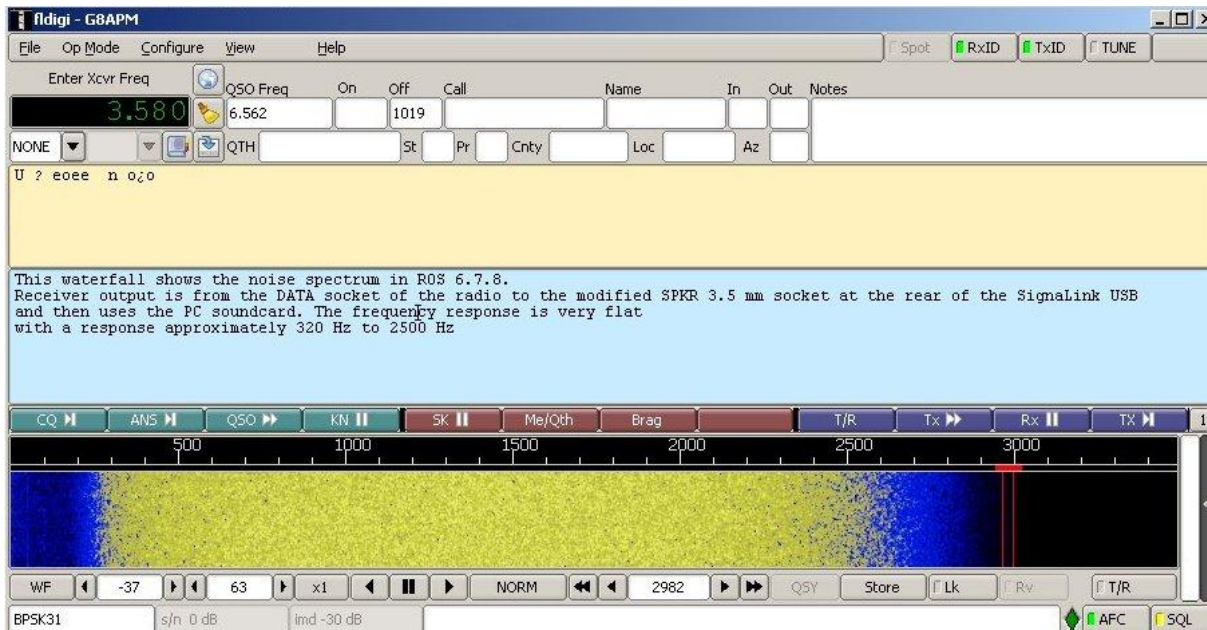 fldigi - G8APM
File Op Mode Configure View Help Spot RxID TxID TUNE
Enter Xcvr Freq QSO Freq On Off Call Name In Out Notes
3.580 6.562 1019
NONE QTH St Pr Cnty Loc Az
U ? eoee n o¿o
This waterfall shows the noise spectrum in ROS 6.7.8.
Receiver output is from the DATA socket of the radio to the modified SPKR 3.5 mm socket at the rear of the SignaLink USB
and then uses the PC soundcard. The frequency response is very flat
with a response approximately 320 Hz to 2500 Hz
CQ ANS QSO KN SK Me/Qth Brag T/R Tx Rx TX 1
500 1000 1500 2000 2500 3000
WF -37 63 x1 NORM 2982 QSY Store Lk Rv T/R
BPSK31 s/n 0 dB imd -30 dB AFC SQL